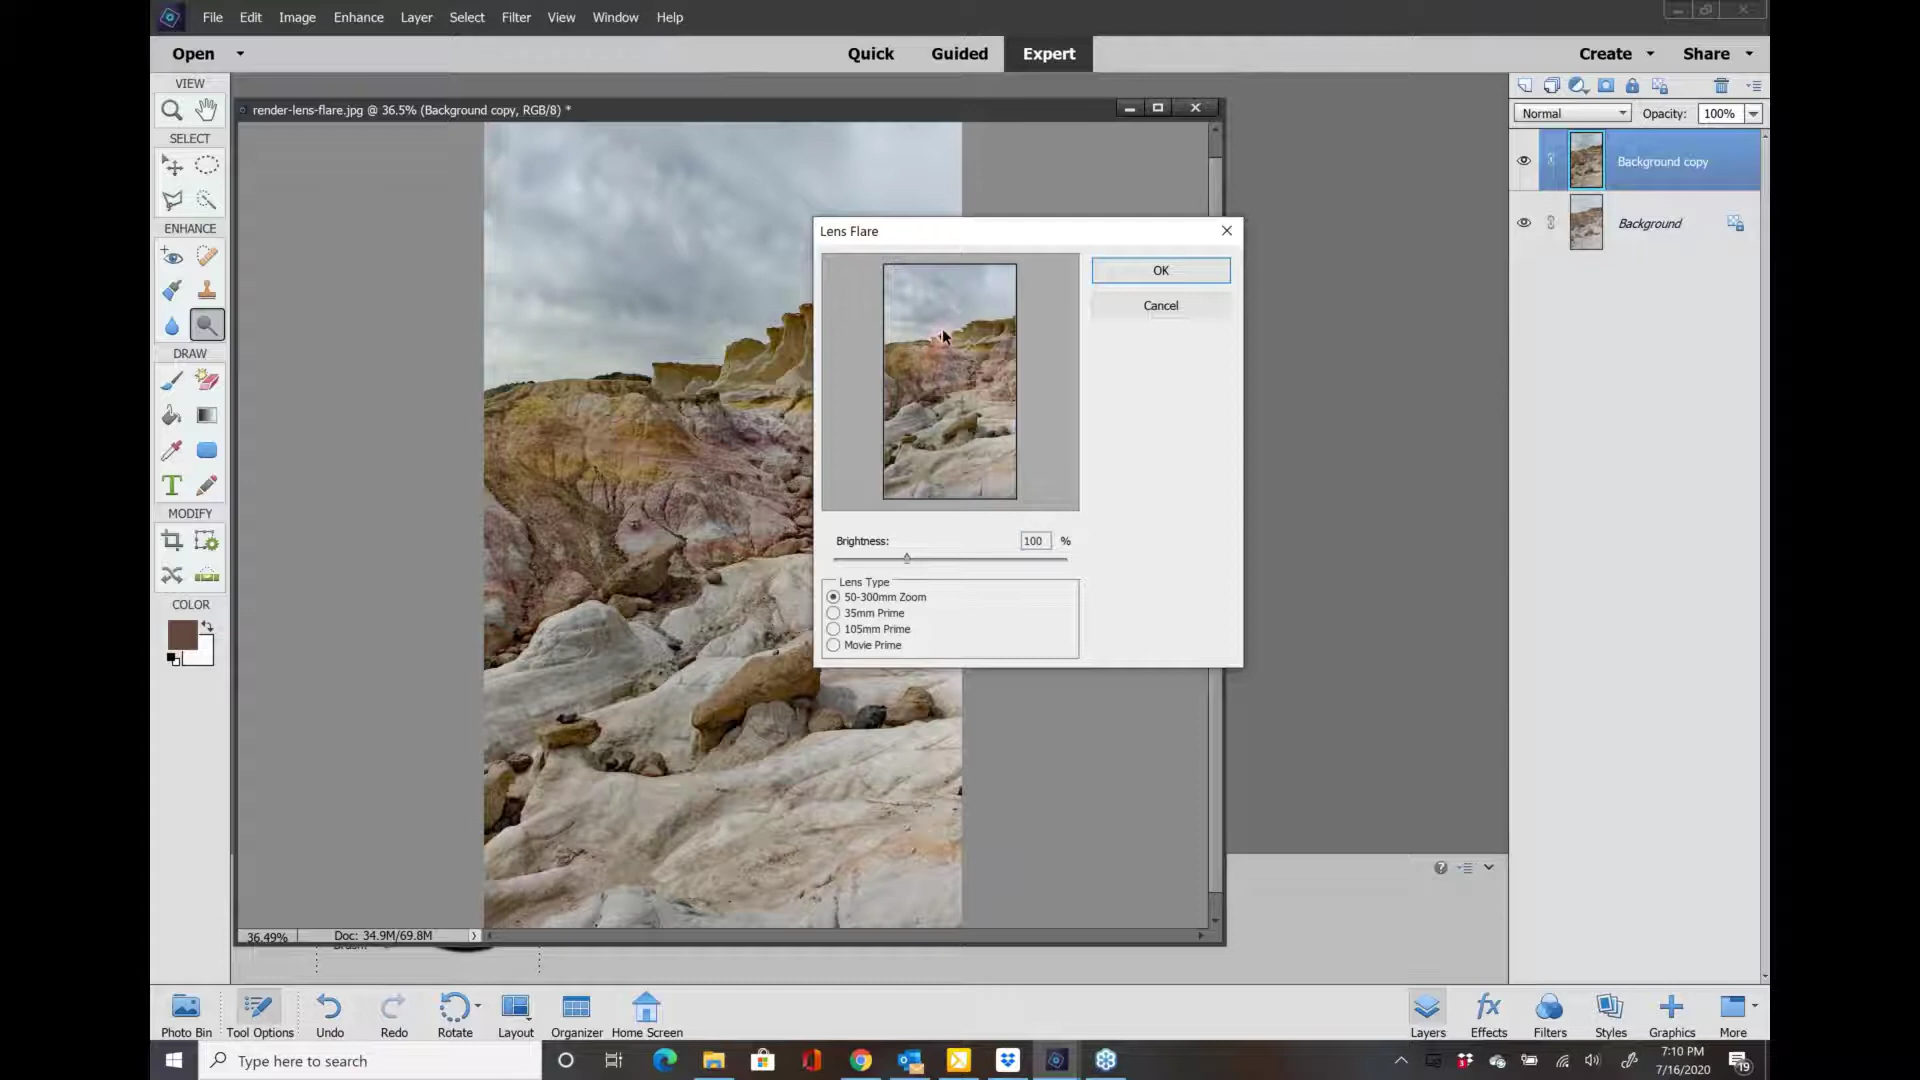 File Edit Image Enhance Layer Select Filter View Window Help
Open Quick Guided Expert Create Share
VIEW
SELECT
ENHANCE
DRAW
T
MODIFY
COLOR
render-lens-flare.jpg @ 36.5% (Background copy, RGB/8) *
Lens Flare
OK
Cancel
Brightness: 100 %
Lens Type
50-300mm Zoom
35mm Prime
105mm Prime
Movie Prime
36.49% Doc: 34.9M/69.8M
Normal Opacity: 100%
Background copy
Background
Photo Bin Tool Options Undo Redo Rotate Layout Organizer Home Screen
fx
Layers Effects Filters Styles Graphics More
Type here to search
7:10 PM
7/16/2020
19